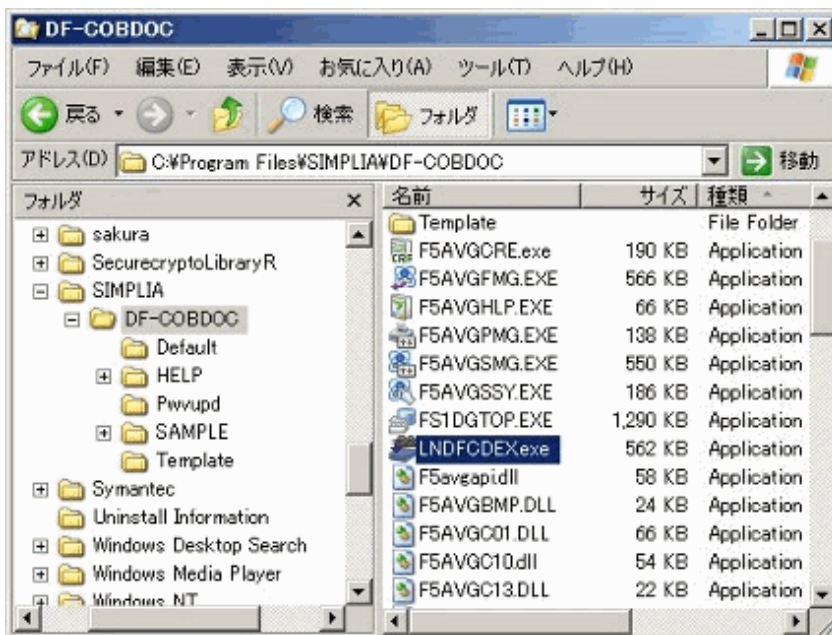 DF-COBDOC
ファイル(F) 編集(E) 表示(V) お気に入り(A) ツール(T) ヘルプ(H)
戻る 検索 フォルダ
アドレス(D) C:¥Program Files¥SIMPLIA¥DF-COBDOC 移動
フォルダ
sakura
SecurecryptoLibraryR
SIMPLIA
DF-COBDOC
Default
HELP
Pwvupd
SAMPLE
Template
Symantec
Uninstall Information
Windows Desktop Search
Windows Media Player
Windows NT
名前 サイズ 種類
Template File Folder
F5AVGCRE.exe 190 KB Application
F5AVGFMG.EXE 566 KB Application
F5AVGHLP.EXE 66 KB Application
F5AVGPMG.EXE 138 KB Application
F5AVGSMG.EXE 550 KB Application
F5AVGSSY.EXE 186 KB Application
FS1DGTOP.EXE 1,290 KB Application
LNDFCDEX.exe 562 KB Application
F5avgapi.dll 58 KB Application
F5AVGBMP.DLL 24 KB Application
F5AVGC01.DLL 66 KB Application
F5AVGC10.dll 54 KB Application
F5AVGC13.DLL 22 KB Application